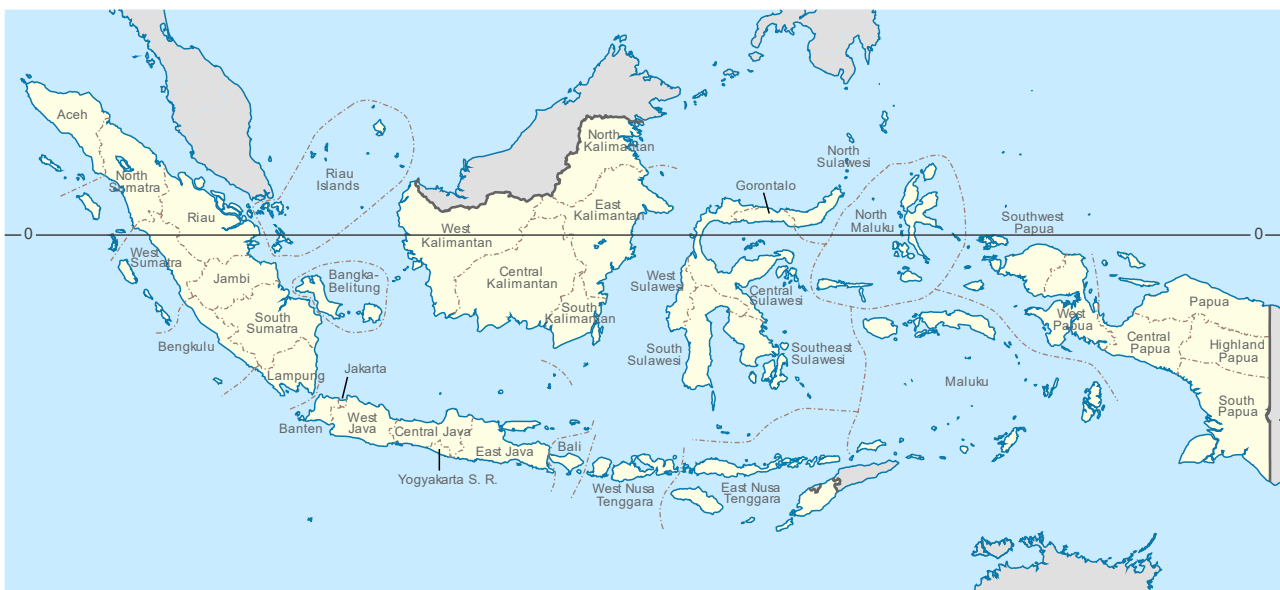 Aceh
North
Sumatra
Riau
Islands
Riau
West
Sumatra
Jambi
Bangka-
Belitung
South
Sumatra
Bengkulu
Lampung
Jakarta
Banten
West
Java
Central Java
Yogyakarta S. R.
East Java
Bali
West Nusa
Tenggara
East Nusa
Tenggara
North
Kalimantan
East
Kalimantan
West
Kalimantan
Central
Kalimantan
South
Kalimantan
North
Sulawesi
Gorontalo
West
Sulawesi
Central
Sulawesi
South
Sulawesi
Southeast
Sulawesi
North
Maluku
Maluku
Southwest
Papua
West
Papua
Papua
Central
Papua
Highland
Papua
South
Papua
0
0